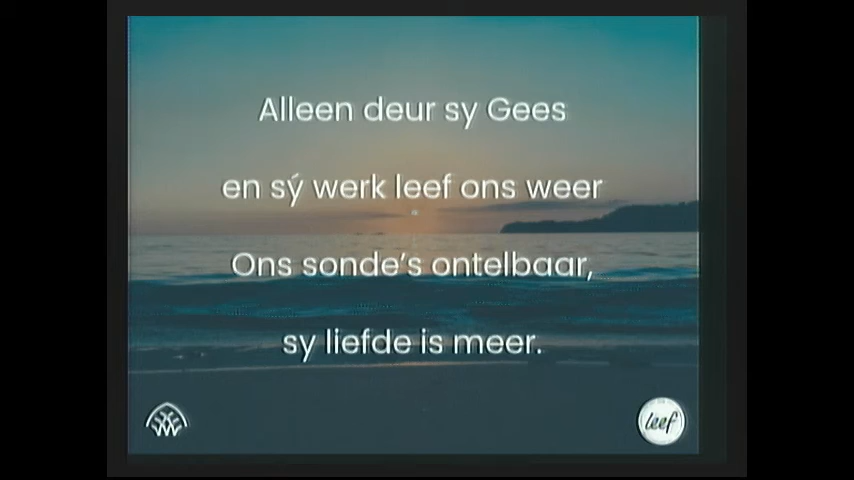 Alleen deur sy Gees
en sý werk leef ons weer
Ons sonde's ontelbaar,
sy liefde is meer.
leef